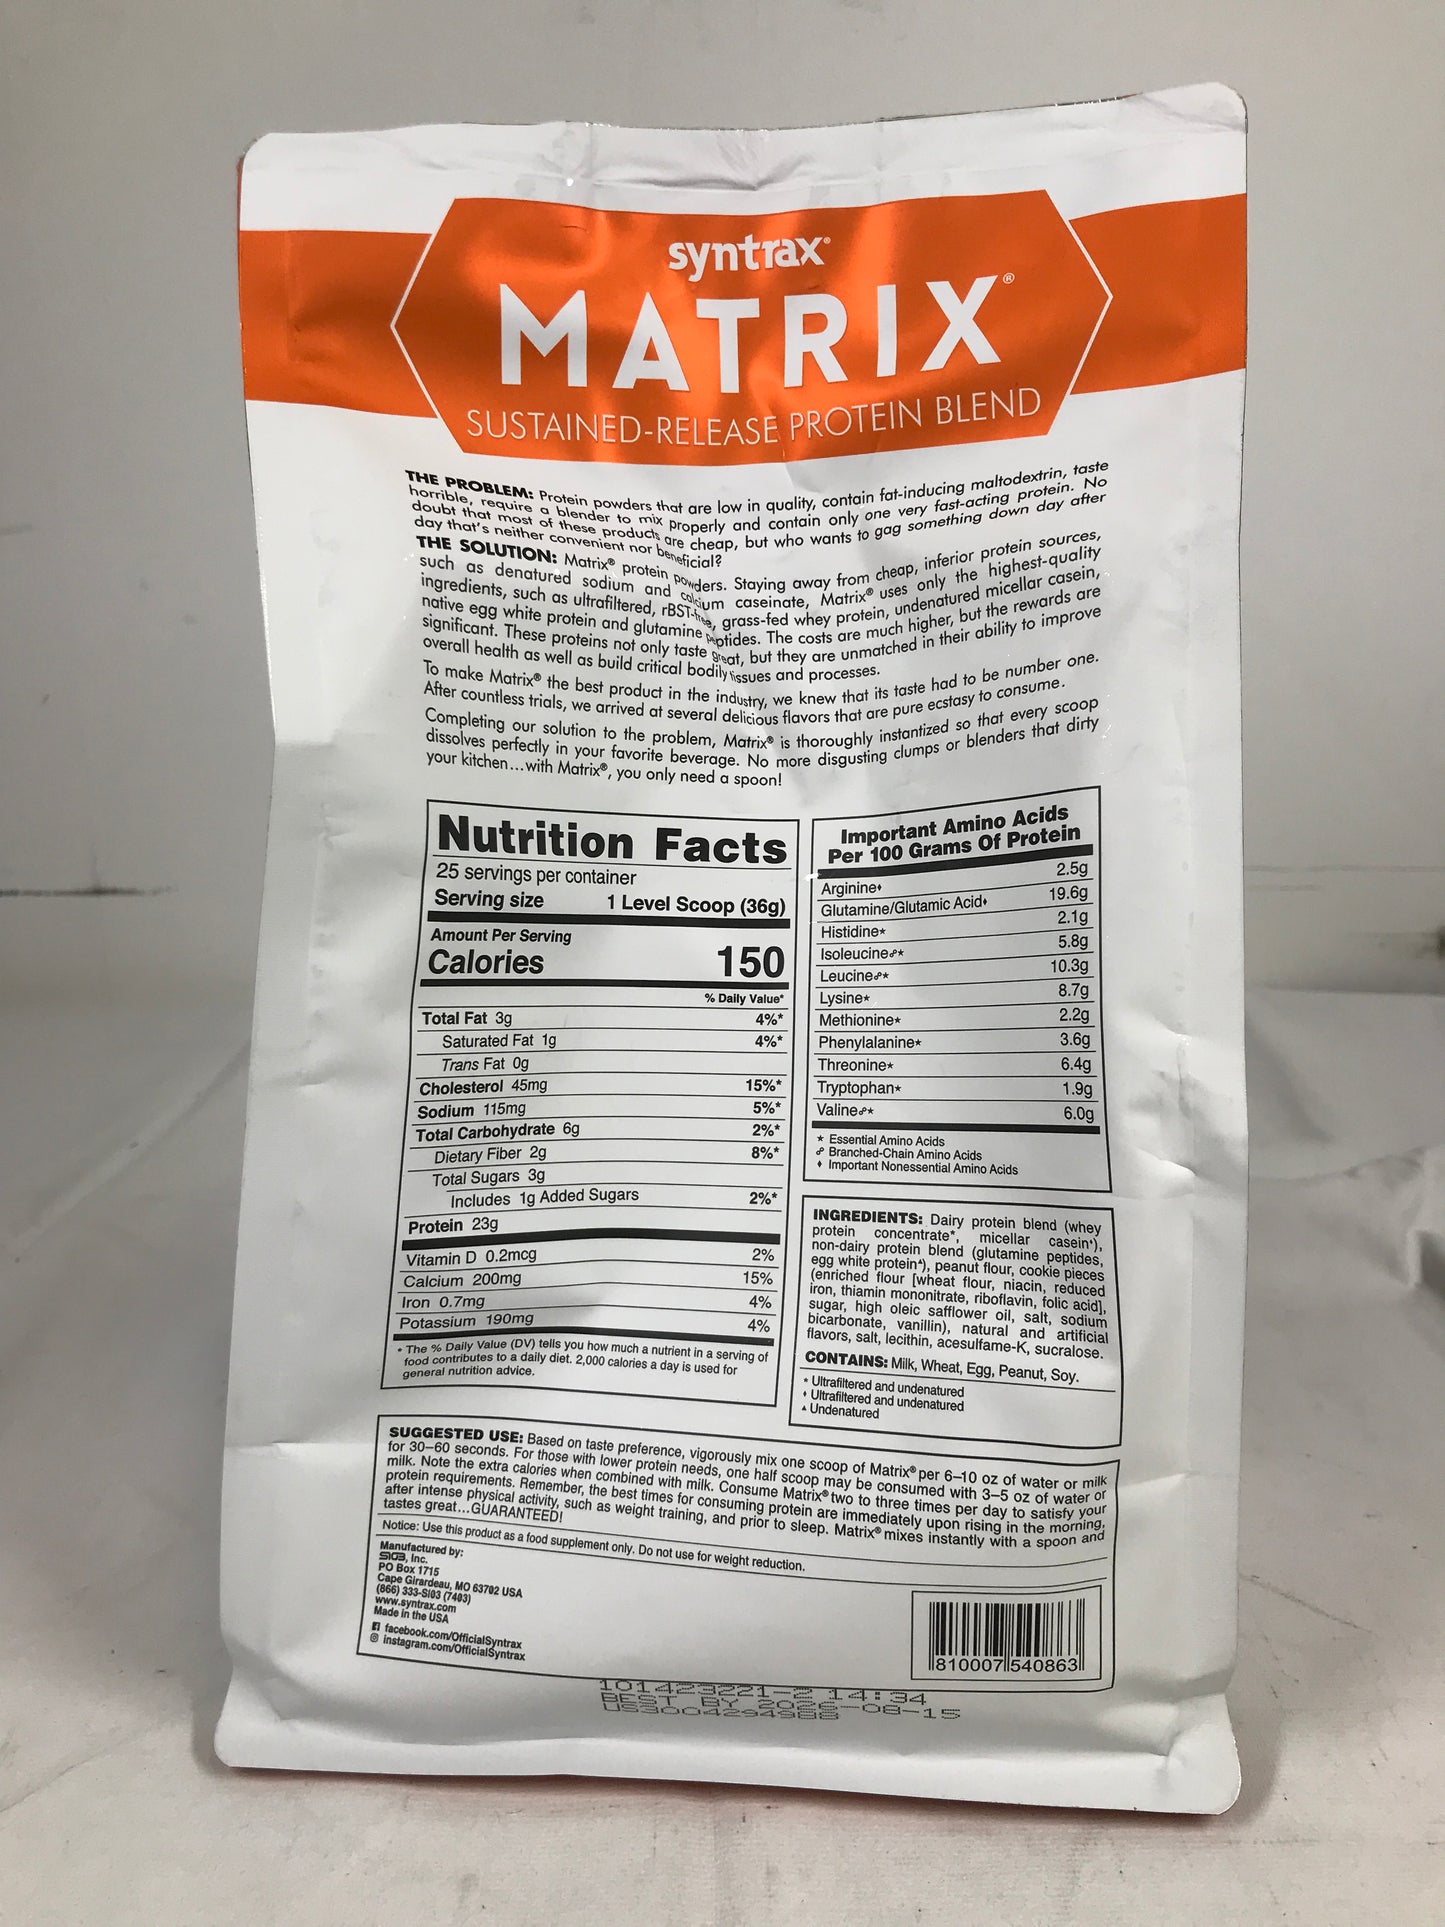 syntrax®
MATRIX®
SUSTAINED-RELEASE PROTEIN BLEND
THE PROBLEM: Protein powders that are low in quality, contain fat-inducing maltodextrin, taste
horrible, require a blender to mix properly and contain only one very fast-acting protein. No
doubt that most of these products are cheap, but who wants to gag something down day after
day that's neither convenient nor beneficial?
THE SOLUTION: Matrix® protein powders. Staying away from cheap, inferior protein sources,
such as denatured sodium and calcium caseinate, Matrix® uses only the highest-quality
ingredients, such as ultrafiltered, rBST-free, grass-fed whey protein, undenatured micellar casein,
native egg white protein and glutamine peptides. The costs are much higher, but the rewards are
significant. These proteins not only taste great, but they are unmatched in their ability to improve
overall health as well as build critical bodily tissues and processes.
To make Matrix® the best product in the industry, we knew that its taste had to be number one.
After countless trials, we arrived at several delicious flavors that are pure ecstasy to consume.
Completing our solution to the problem, Matrix® is thoroughly instantized so that every scoop
dissolves perfectly in your favorite beverage. No more disgusting clumps or blenders that dirty
your kitchen...with Matrix®, you only need a spoon!
Nutrition Facts
25 servings per container
Serving size 1 Level Scoop (36g)
Amount Per Serving
Calories 150
% Daily Value*
Total Fat 3g 4%*
Saturated Fat 1g 4%*
Trans Fat 0g
Cholesterol 45mg 15%*
Sodium 115mg 5%*
Total Carbohydrate 6g 2%*
Dietary Fiber 2g 8%*
Total Sugars 3g
Includes 1g Added Sugars 2%*
Protein 23g
Vitamin D 0.2mcg 2%
Calcium 200mg 15%
Iron 0.7mg 4%
Potassium 190mg 4%
* The % Daily Value (DV) tells you how much a nutrient in a serving of
food contributes to a daily diet. 2,000 calories a day is used for
general nutrition advice.
Important Amino Acids
Per 100 Grams Of Protein
Arginine♦ 2.5g
Glutamine/Glutamic Acid♦ 19.6g
Histidine★ 2.1g
Isoleucine☍★ 5.8g
Leucine☍★ 10.3g
Lysine★ 8.7g
Methionine★ 2.2g
Phenylalanine★ 3.6g
Threonine★ 6.4g
Tryptophan★ 1.9g
Valine☍★ 6.0g
★ Essential Amino Acids
☍ Branched-Chain Amino Acids
♦ Important Nonessential Amino Acids
INGREDIENTS: Dairy protein blend (whey
protein concentrate*, micellar casein♦),
non-dairy protein blend (glutamine peptides,
egg white protein▲), peanut flour, cookie pieces
(enriched flour [wheat flour, niacin, reduced
iron, thiamin mononitrate, riboflavin, folic acid],
sugar, high oleic safflower oil, salt, sodium
bicarbonate, vanillin), natural and artificial
flavors, salt, lecithin, acesulfame-K, sucralose.
CONTAINS: Milk, Wheat, Egg, Peanut, Soy.
* Ultrafiltered and undenatured
♦ Ultrafiltered and undenatured
▲ Undenatured
SUGGESTED USE: Based on taste preference, vigorously mix one scoop of Matrix® per 6–10 oz of water or milk
for 30–60 seconds. For those with lower protein needs, one half scoop may be consumed with 3–5 oz of water or
milk. Note the extra calories when combined with milk. Consume Matrix® two to three times per day to satisfy your
protein requirements. Remember, the best times for consuming protein are immediately upon rising in the morning,
after intense physical activity, such as weight training, and prior to sleep. Matrix® mixes instantly with a spoon and
tastes great...GUARANTEED!
Notice: Use this product as a food supplement only. Do not use for weight reduction.
Manufactured by:
SI03, Inc.
PO Box 1715
Cape Girardeau, MO 63702 USA
(866) 333-SI03 (7403)
www.syntrax.com
Made in the USA
facebook.com/OfficialSyntrax
instagram.com/OfficialSyntrax
810007 540863
101423221-2 14:34
BEST BY 2026-08-15
US3004294988